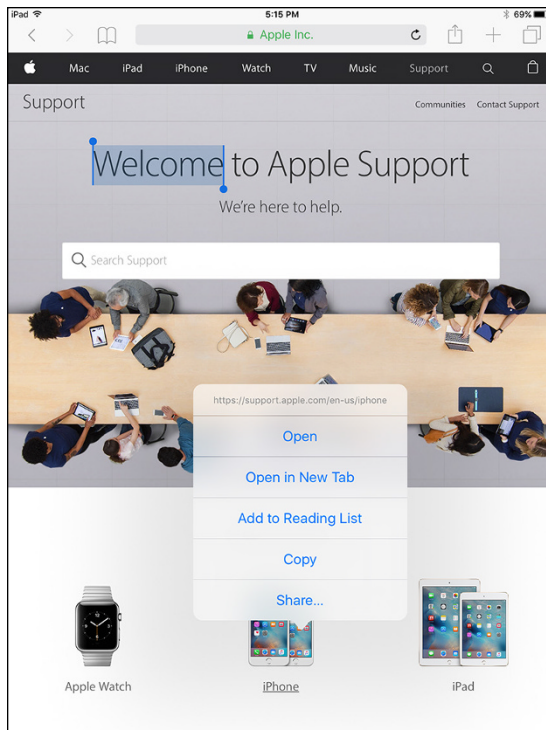 iPad 5:15 PM 69%
Apple Inc.
Mac iPad iPhone Watch TV Music Support
Support Communities Contact Support
Welcome to Apple Support
We're here to help.
Search Support
https://support.apple.com/en-us/iphone
Open
Open in New Tab
Add to Reading List
Copy
Share...
Apple Watch iPhone iPad